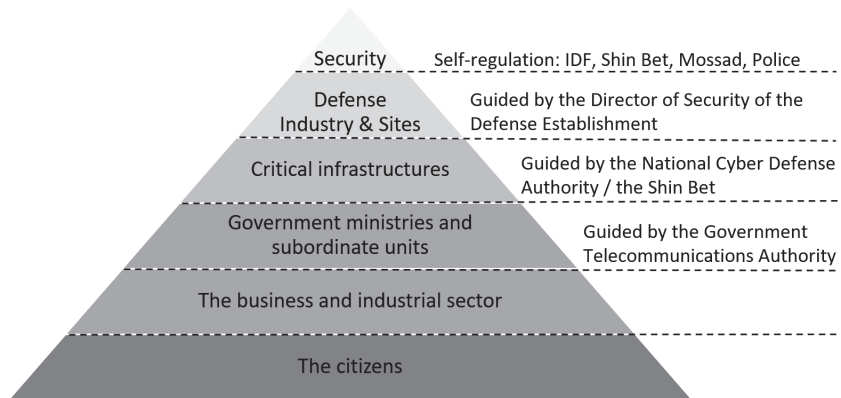 Security
Self-regulation: IDF, Shin Bet, Mossad, Police
Defense
Industry & Sites
Guided by the Director of Security of the
Defense Establishment
Critical infrastructures
Guided by the National Cyber Defense
Authority / the Shin Bet
Government ministries and
subordinate units
Guided by the Government
Telecommunications Authority
The business and industrial sector
The citizens